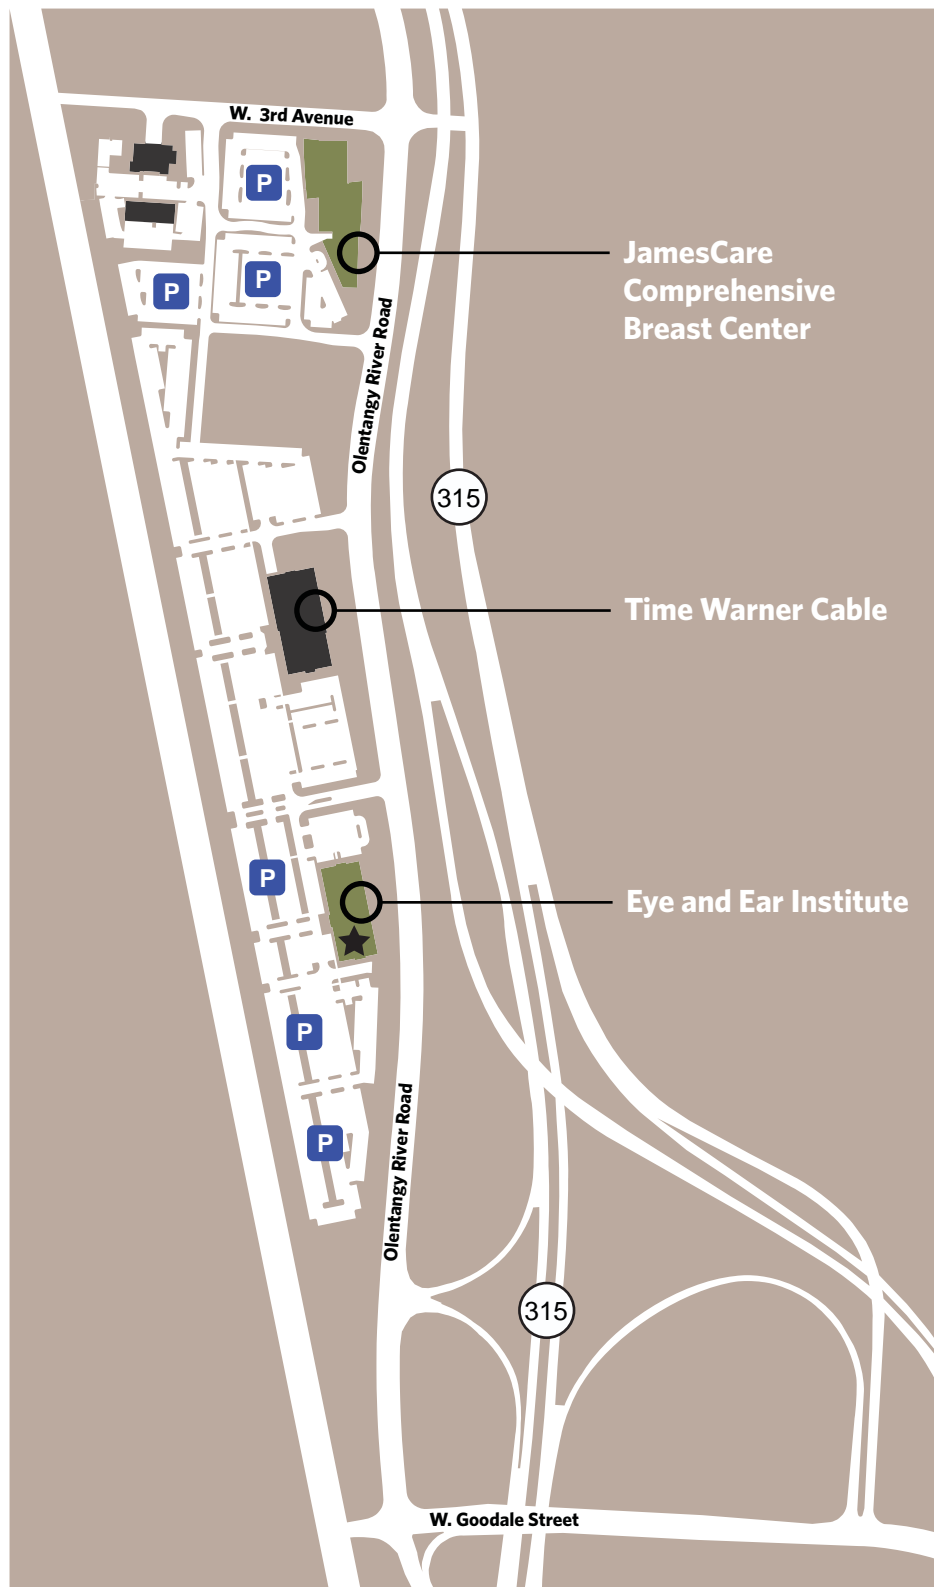 W. 3rd Avenue
P
P
P
JamesCare
Comprehensive
Breast Center
Olentangy River Road
315
Time Warner Cable
P
Eye and Ear Institute
P
P
Olentangy River Road
315
W. Goodale Street